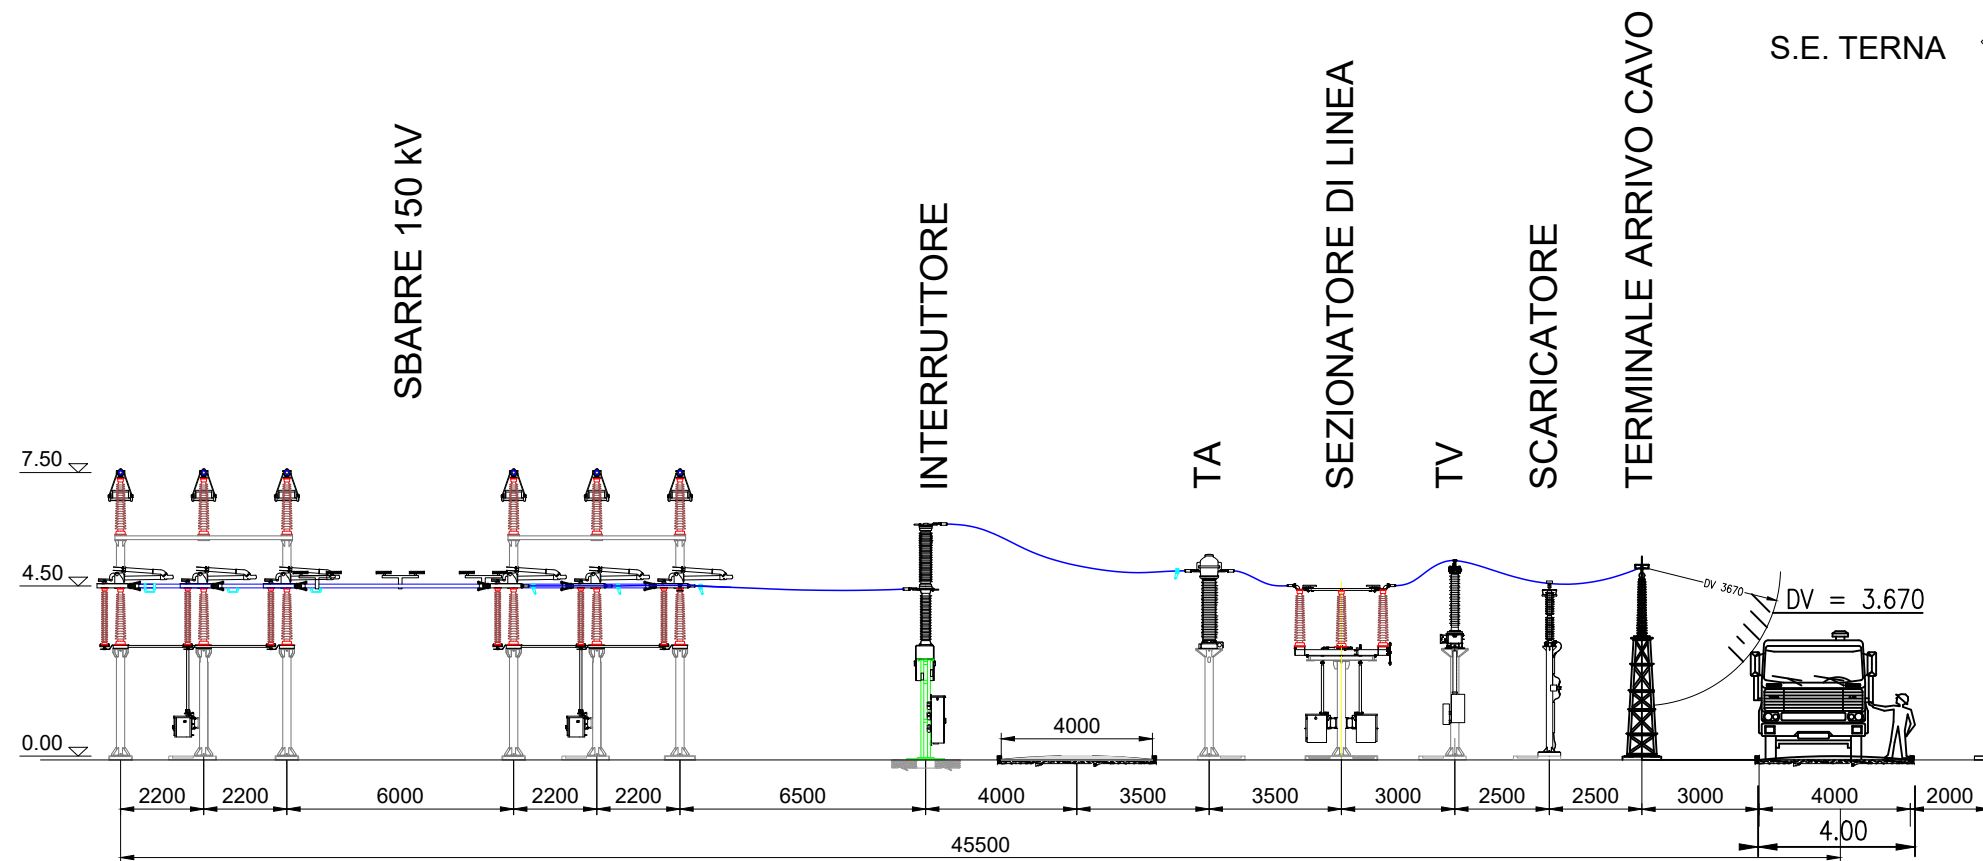 S.E. TERNA
SBARRE 150 kV
INTERRUTTORE
TA
SEZIONATORE DI LINEA
TV
SCARICATORE
TERMINALE ARRIVO CAVO
7.50
4.50
0.00
DV 3670
DV = 3.670
4000
2200 2200 6000 2200 2200 6500 4000 3500 3500 3000 2500 2500 3000 4000 2000
4.00
45500